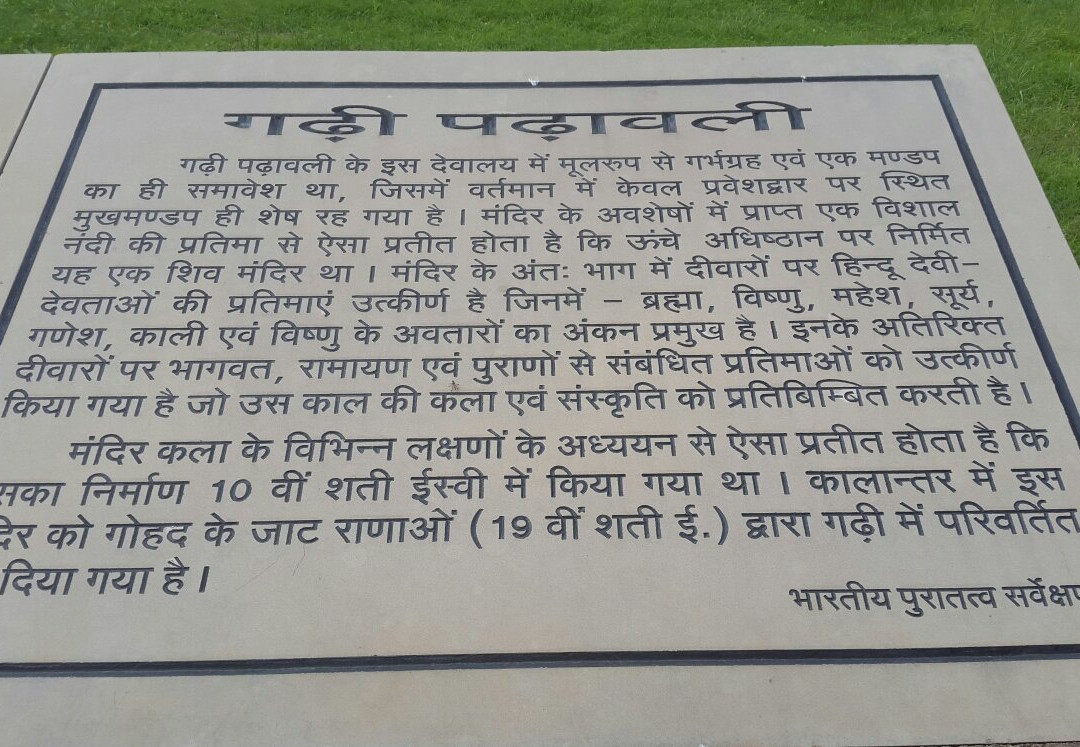 गढ़ी पढ़ावली
गढ़ी पढ़ावली के इस देवालय में मूलरुप से गर्भग्रह एवं एक मण्डप
का ही समावेश था, जिसमें वर्तमान में केवल प्रवेशद्वार पर स्थित
मुखमण्डप ही शेष रह गया है । मंदिर के अवशेषों में प्राप्त एक विशाल
नंदी की प्रतिमा से ऐसा प्रतीत होता है कि ऊंचे अधिष्ठान पर निर्मित
यह एक शिव मंदिर था । मंदिर के अंतः भाग में दीवारों पर हिन्दू देवी–
देवताओं की प्रतिमाएं उत्कीर्ण है जिनमें – ब्रह्मा, विष्णु, महेश, सूर्य,
गणेश, काली एवं विष्णु के अवतारों का अंकन प्रमुख है । इनके अतिरिक्त
दीवारों पर भागवत, रामायण एवं पुराणों से संबंधित प्रतिमाओं को उत्कीर्ण
किया गया है जो उस काल की कला एवं संस्कृति को प्रतिबिम्बित करती है ।
मंदिर कला के विभिन्न लक्षणों के अध्ययन से ऐसा प्रतीत होता है कि
सका निर्माण 10 वीं शती ईस्वी में किया गया था । कालान्तर में इस
को गोहद के जाट राणाओं (19 वीं शती ई.) द्वारा गढ़ी में परिवर्तित
दिया गया है ।
भारतीय पुरातत्व